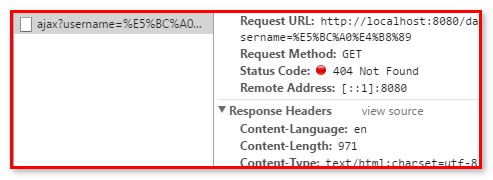 ajax?username=%E5%BC%A0...
Request URL: http://localhost:8080/da
sername=%E5%BC%A0%E4%B8%89
Request Method: GET
Status Code: 404 Not Found
Remote Address: [::1]:8080
Response Headers view source
Content-Language: en
Content-Length: 971
Content-Type: text/html;charset=utf-8